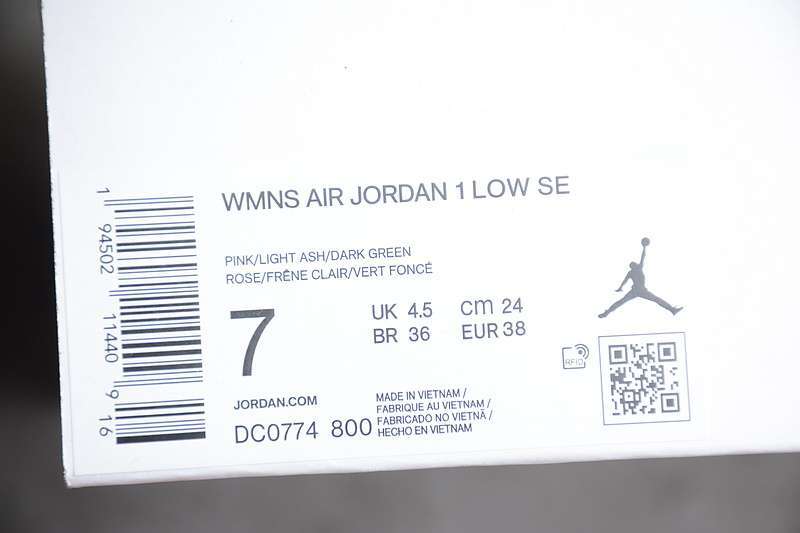 WMNS AIR JORDAN 1 LOW SE
PINK/LIGHT ASH/DARK GREEN
ROSE/FRÊNE CLAIR/VERT FONCÉ
7
UK 4.5 cm 24
BR 36 EUR 38
JORDAN.COM
DC0774 800
MADE IN VIETNAM /
FABRIQUE AU VIETNAM /
FABRICADO NO VIETNÃ /
HECHO EN VIETNAM
RFID
1 94502 11440 9 16